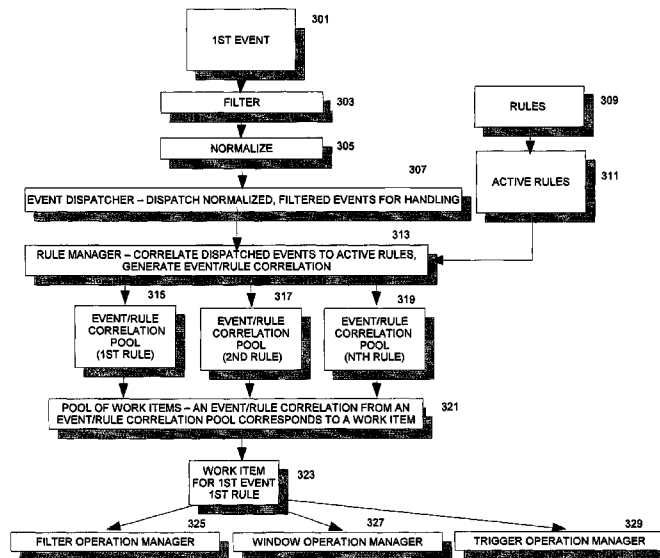 1ST EVENT
301
FILTER
303
RULES
309
NORMALIZE
305
ACTIVE RULES
311
307
EVENT DISPATCHER – DISPATCH NORMALIZED, FILTERED EVENTS FOR HANDLING
313
RULE MANAGER – CORRELATE DISPATCHED EVENTS TO ACTIVE RULES,
GENERATE EVENT/RULE CORRELATION
315
317
319
EVENT/RULE
CORRELATION
POOL
(1ST RULE)
EVENT/RULE
CORRELATION
POOL
(2ND RULE)
EVENT/RULE
CORRELATION
POOL
(NTH RULE)
POOL OF WORK ITEMS – AN EVENT/RULE CORRELATION FROM AN
EVENT/RULE CORRELATION POOL CORRESPONDS TO A WORK ITEM
321
WORK ITEM
FOR 1ST EVENT
1ST RULE
323
325
327
329
FILTER OPERATION MANAGER
WINDOW OPERATION MANAGER
TRIGGER OPERATION MANAGER